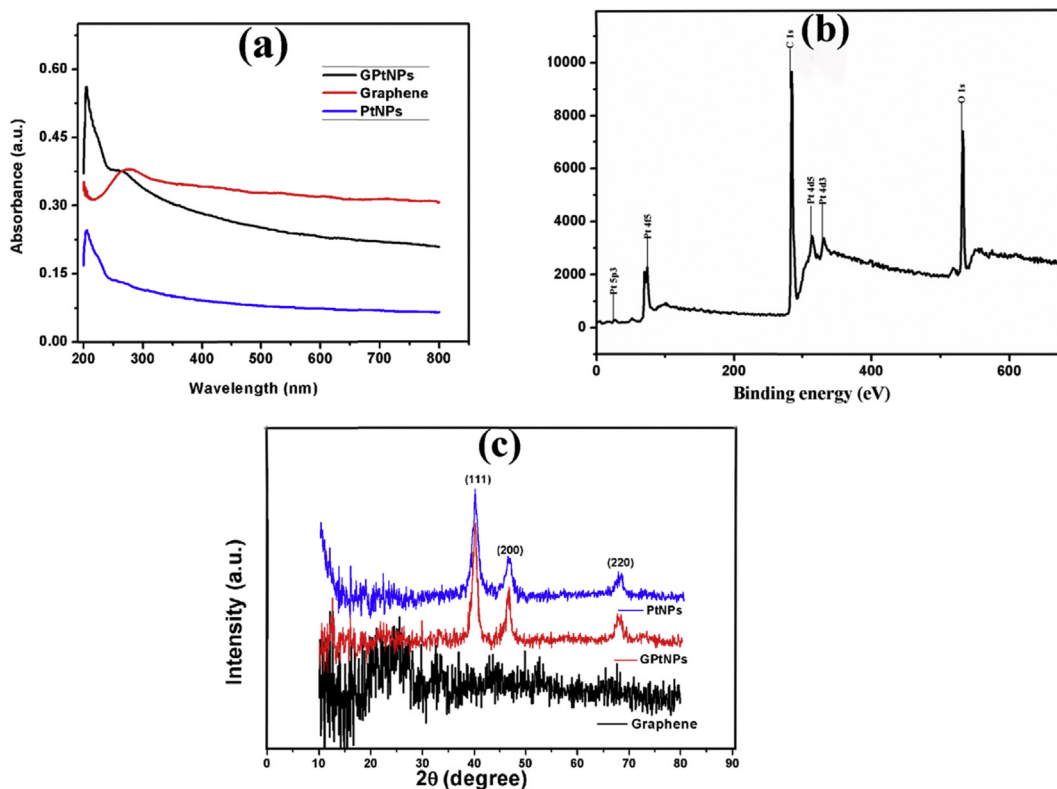 (a)
0.60
0.45
0.30
0.15
0.00
Absorbance (a.u.)
GPtNPs
Graphene
PtNPs
200 300 400 500 600 700 800
Wavelength (nm)
(b)
10000
8000
6000
4000
2000
0
Pt 5p3
Pt 4f5
C 1s
Pt 4d5
Pt 4d3
O 1s
0 200 400 600
Binding energy (eV)
(c)
Intensity (a.u.)
(111)
(200)
(220)
PtNPs
GPtNPs
Graphene
0 10 20 30 40 50 60 70 80 90
2θ (degree)